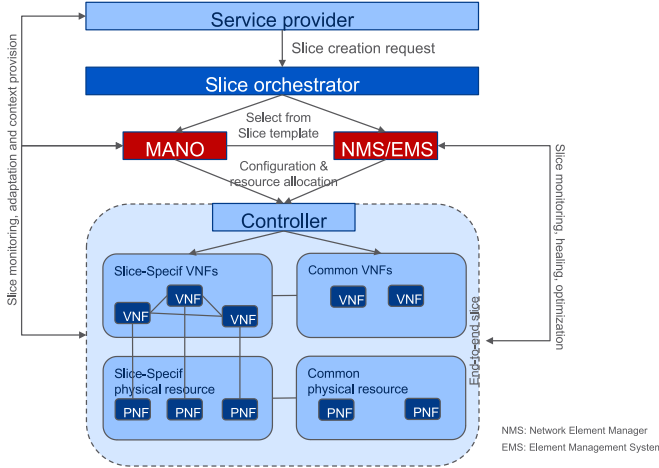 Service provider
Slice creation request
Slice orchestrator
Select from
Slice template
MANO
NMS/EMS
Configuration &
resource allocation
Controller
Slice-Specif VNFs
VNF
VNF
VNF
Common VNFs
VNF
VNF
Slice-Specif
physical resource
PNF
PNF
PNF
Common
physical resource
PNF
PNF
End-to-end slice
Slice monitoring, adaptation and context provision
Slice monitoring, healing, optimization
NMS: Network Element Manager
EMS: Element Management System